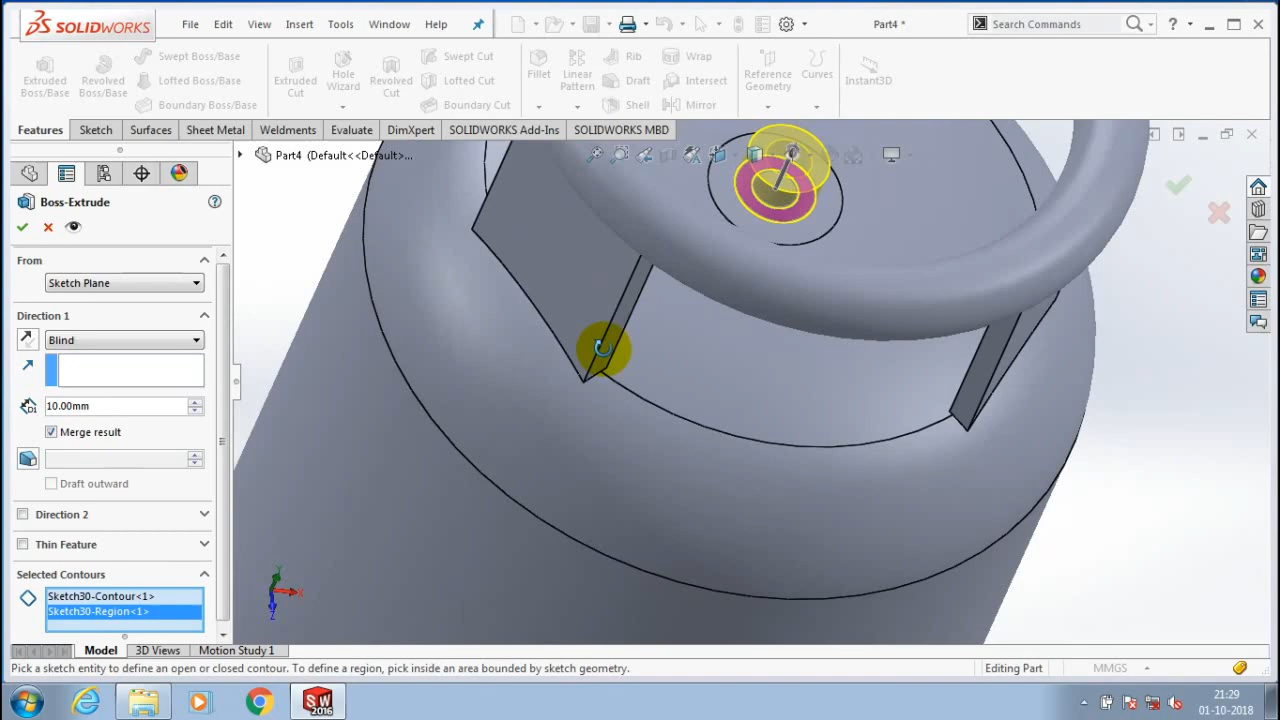 SOLIDWORKS File Edit View Insert Tools Window Help Part4 * Search Commands ?
Extruded Boss/Base Revolved Boss/Base Swept Boss/Base Lofted Boss/Base Boundary Boss/Base Extruded Cut Hole Wizard Revolved Cut Swept Cut Lofted Cut Boundary Cut Fillet Linear Pattern Rib Draft Shell Wrap Intersect Mirror Reference Geometry Curves Instant3D
Features Sketch Surfaces Sheet Metal Weldments Evaluate DimXpert SOLIDWORKS Add-Ins SOLIDWORKS MBD
Part4 (Default<<Default>...
Boss-Extrude ?
From
Sketch Plane
Direction 1
Blind
D1 10.00mm
Merge result
Draft outward
Direction 2
Thin Feature
Selected Contours
Sketch30-Contour<1>
Sketch30-Region<1>
Y X Z
Model 3D Views Motion Study 1
Pick a sketch entity to define an open or closed contour. To define a region, pick inside an area bounded by sketch geometry. Editing Part MMGS
SW 2016 21:29
01-10-2018